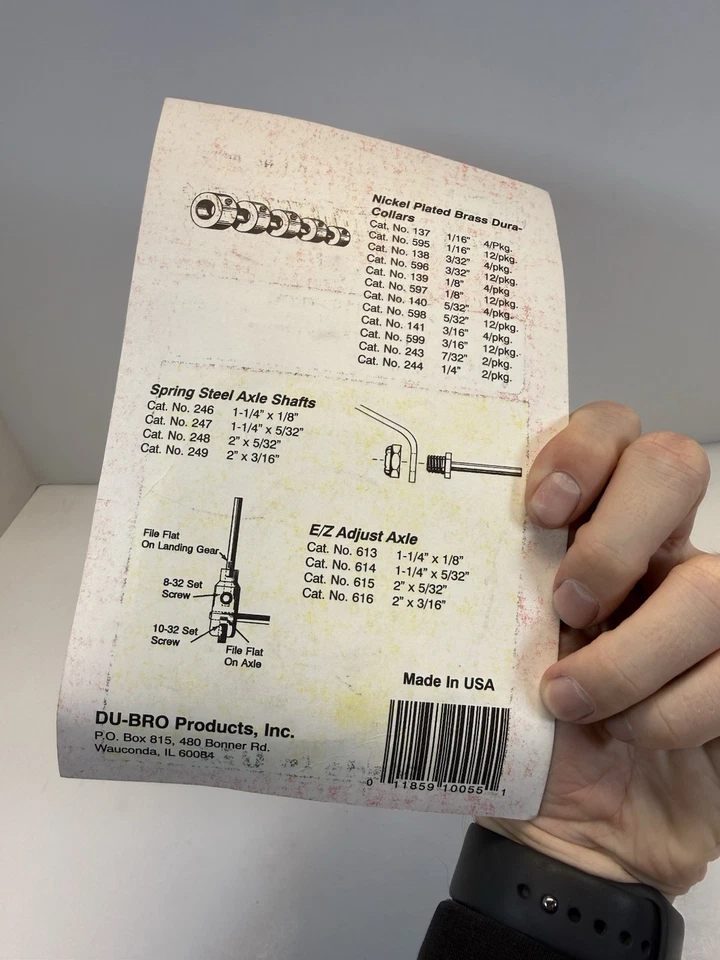 Nickel Plated Brass Dura-
Collars
Cat. No. 137 1/16" 4/Pkg.
Cat. No. 595 1/16" 12/pkg.
Cat. No. 138 3/32" 4/pkg.
Cat. No. 596 3/32" 12/pkg.
Cat. No. 139 1/8" 4/pkg
Cat. No. 597 1/8" 12/pkg.
Cat. No. 140 5/32" 4/pkg.
Cat. No. 598 5/32" 12/pkg.
Cat. No. 141 3/16" 4/pkg.
Cat. No. 599 3/16" 12/pkg.
Cat. No. 243 7/32" 2/pkg.
Cat. No. 244 1/4" 2/pkg.
Spring Steel Axle Shafts
Cat. No. 246 1-1/4" x 1/8"
Cat. No. 247 1-1/4" x 5/32"
Cat. No. 248 2" x 5/32"
Cat. No. 249 2" x 3/16"
File Flat
On Landing Gear
8-32 Set
Screw
10-32 Set
Screw
File Flat
On Axle
E/Z Adjust Axle
Cat. No. 613 1-1/4" x 1/8"
Cat. No. 614 1-1/4" x 5/32"
Cat. No. 615 2" x 5/32"
Cat. No. 616 2" x 3/16"
Made In USA
DU-BRO Products, Inc.
P.O. Box 815, 480 Bonner Rd.
Wauconda, IL 60084
0 11859 10055 1